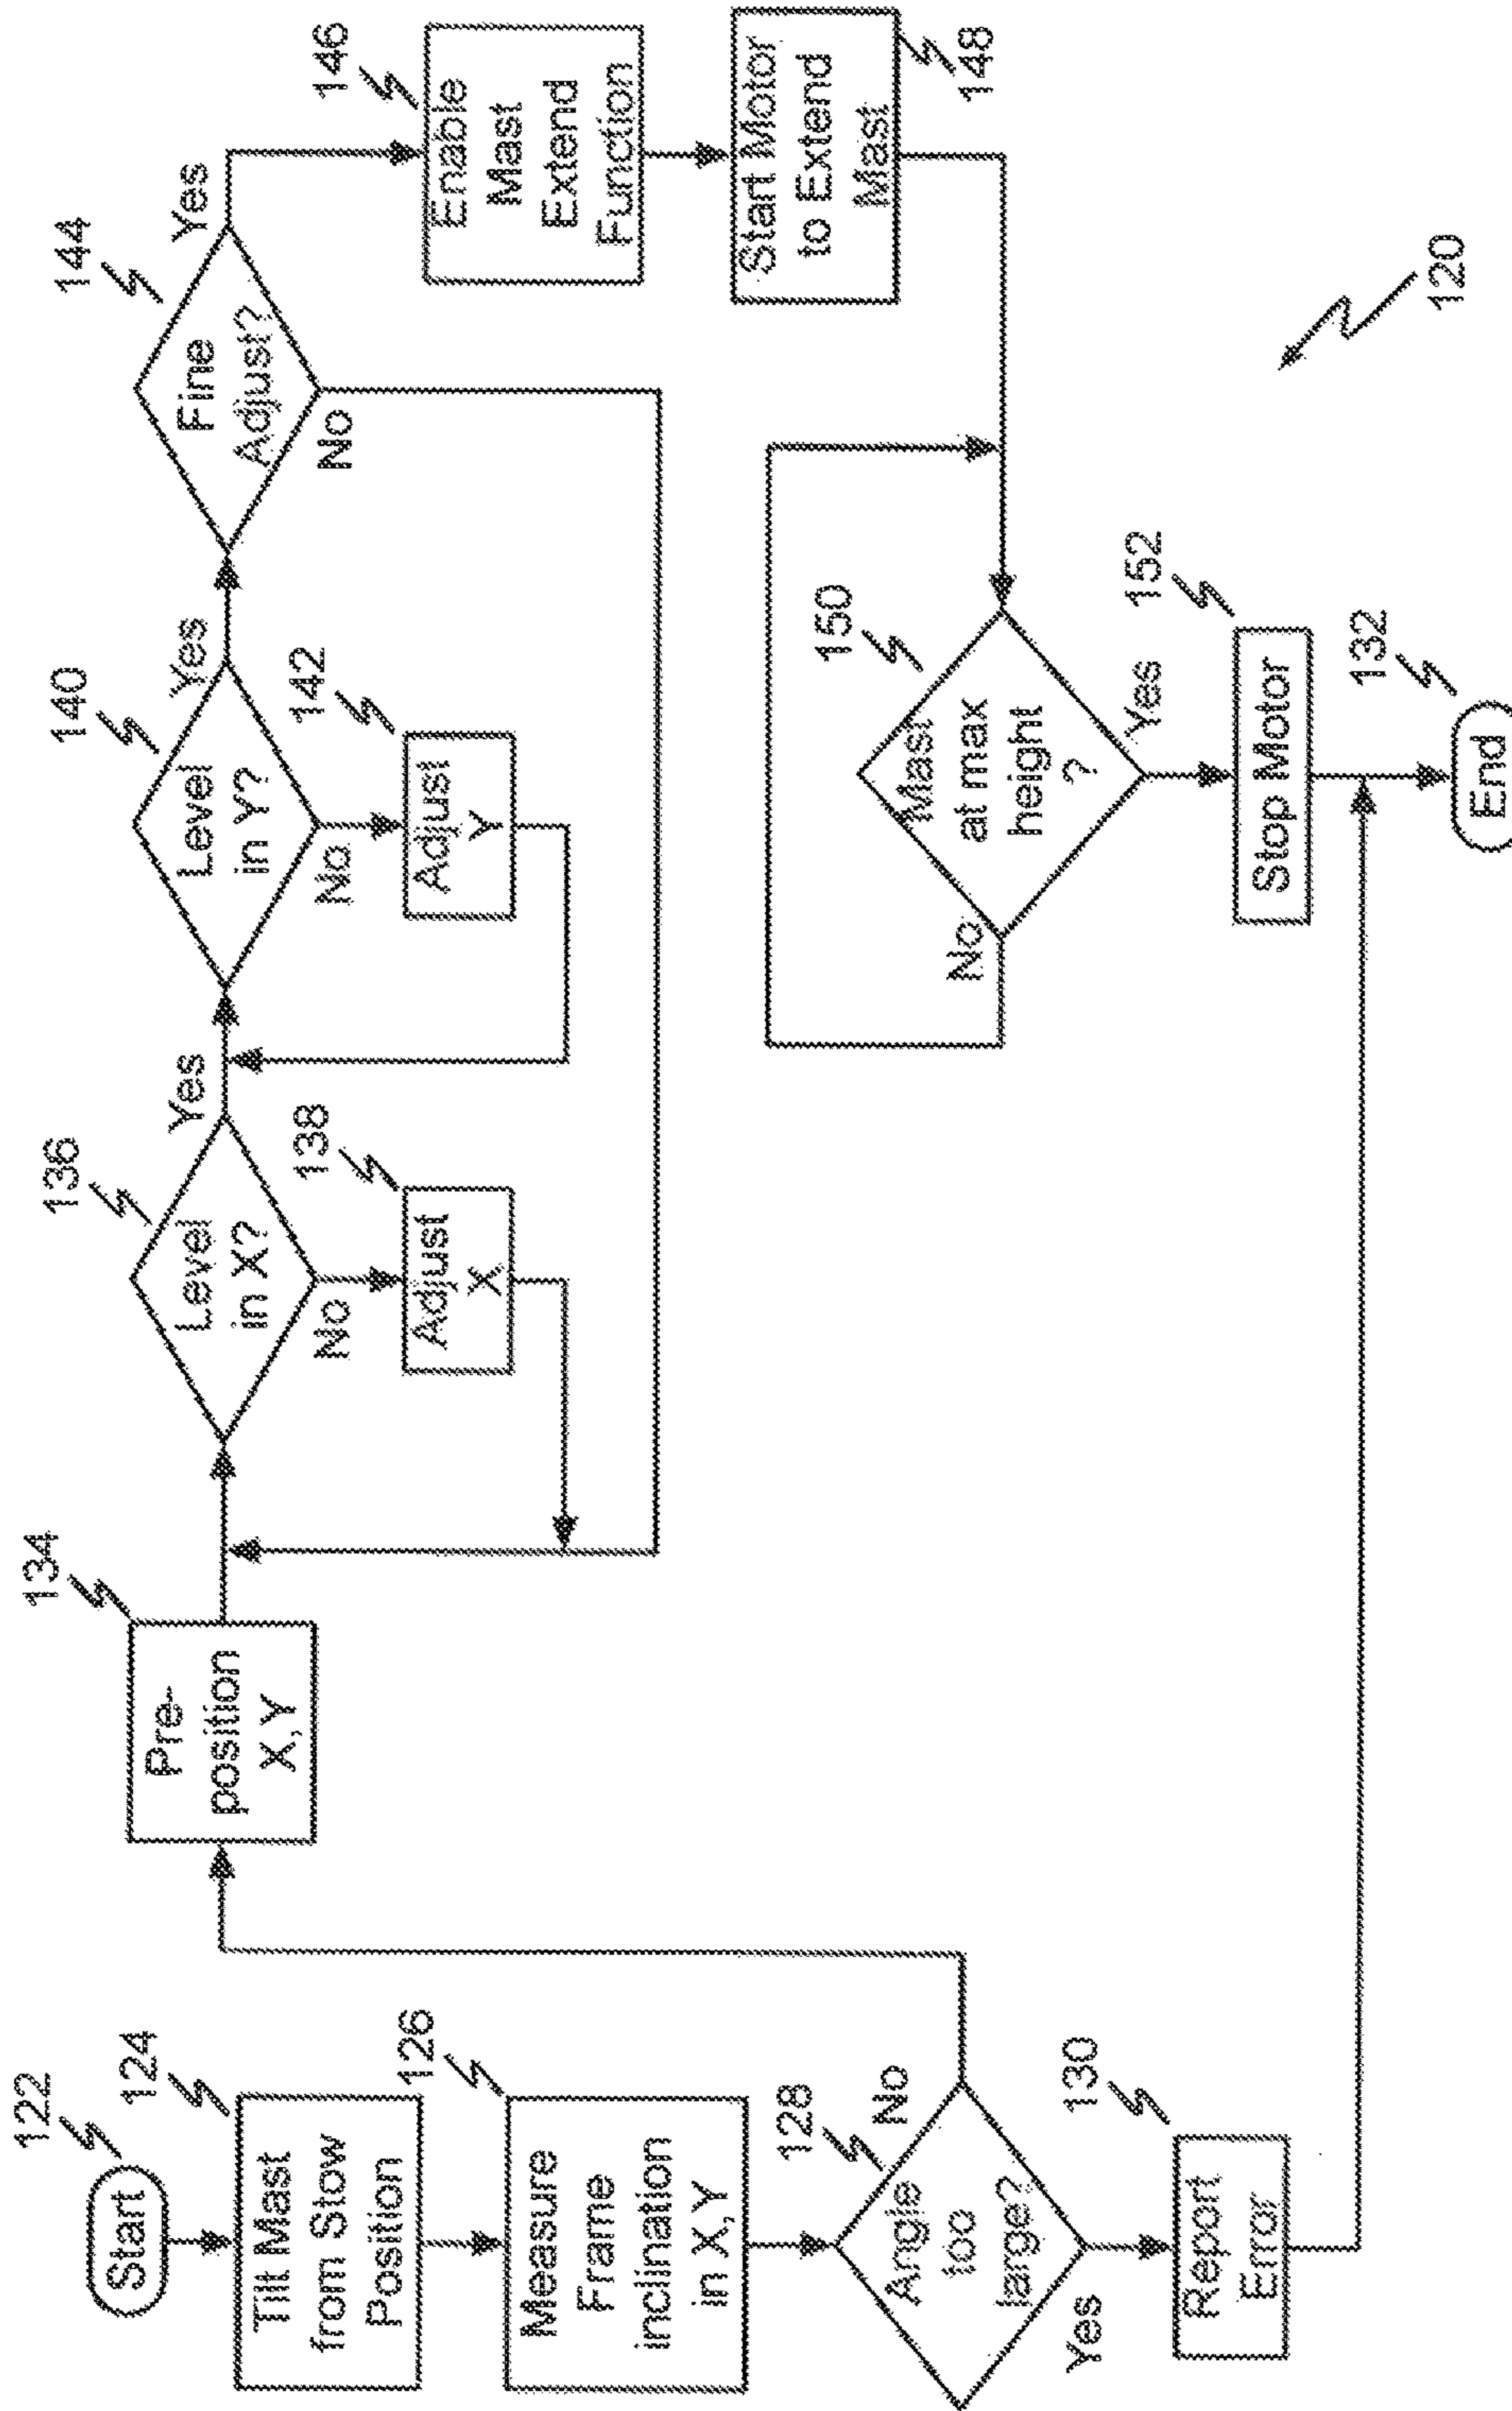 122
Start
124
Tilt Mast
from Stow
Position
126
Measure
Frame
inclination
in X,Y
128
Angle
too
large?
No
Yes
130
Report
Error
134
Pre-
position
X,Y
136
Level
in X?
Yes
No
138
Adjust
X
140
Level
in Y?
Yes
No
142
Adjust
Y
144
Fine
Adjust?
Yes
No
146
Enable
Mast
Extend
Function
Start Motor
to Extend
Mast
148
150
Mast
at max
height
?
No
Yes
152
Stop Motor
132
End
120